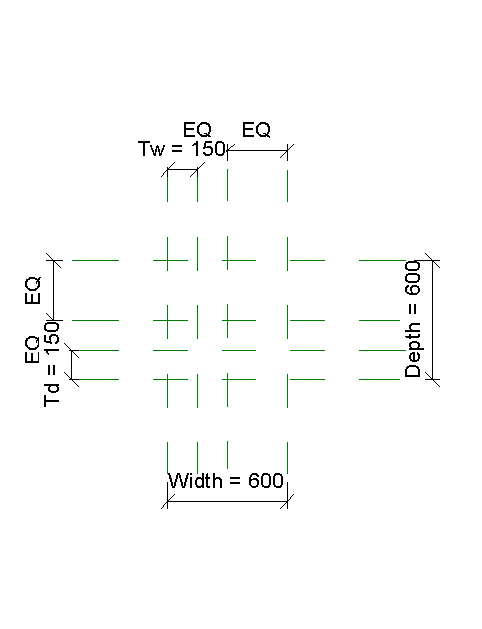 EQ EQ
Tw = 150
EQ
EQ
Td = 150
Depth = 600
Width = 600